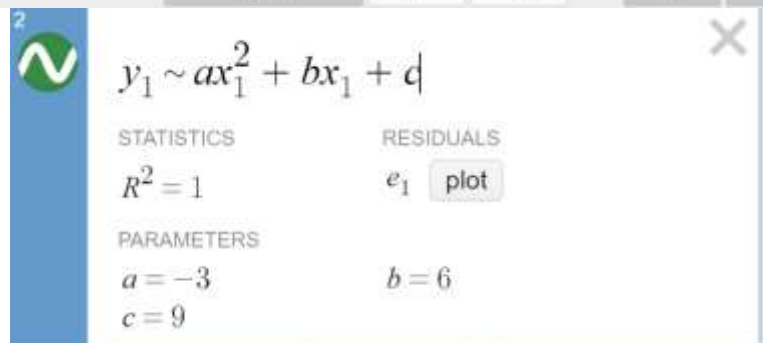 2
y₁ ~ ax₁² + bx₁ + c
STATISTICS RESIDUALS
R² = 1 e₁ plot
PARAMETERS
a = −3 b = 6
c = 9